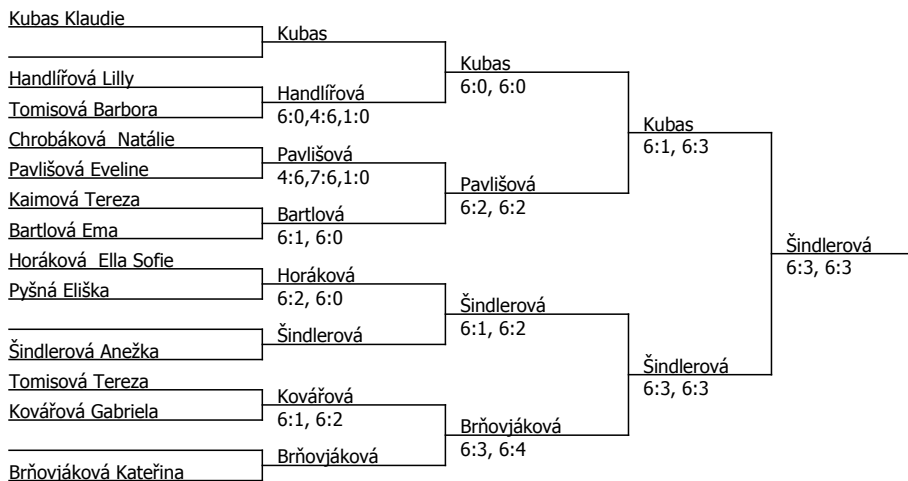 Kubas Klaudie
Handlířová Lilly
Tomisová Barbora
Chrobáková  Natálie
Pavlišová Eveline
Kaimová Tereza
Bartlová Ema
Horáková  Ella Sofie
Pyšná Eliška
Šindlerová Anežka
Tomisová Tereza
Kovářová Gabriela
Brňovjáková Kateřina
Kubas
Handlířová
6:0,4:6,1:0
Pavlišová
4:6,7:6,1:0
Bartlová
6:1, 6:0
Horáková
6:2, 6:0
Šindlerová
Kovářová
6:1, 6:2
Brňovjáková
Kubas
6:0, 6:0
Pavlišová
6:2, 6:2
Šindlerová
6:1, 6:2
Brňovjáková
6:3, 6:4
Kubas
6:1, 6:3
Šindlerová
6:3, 6:3
Šindlerová
6:3, 6:3